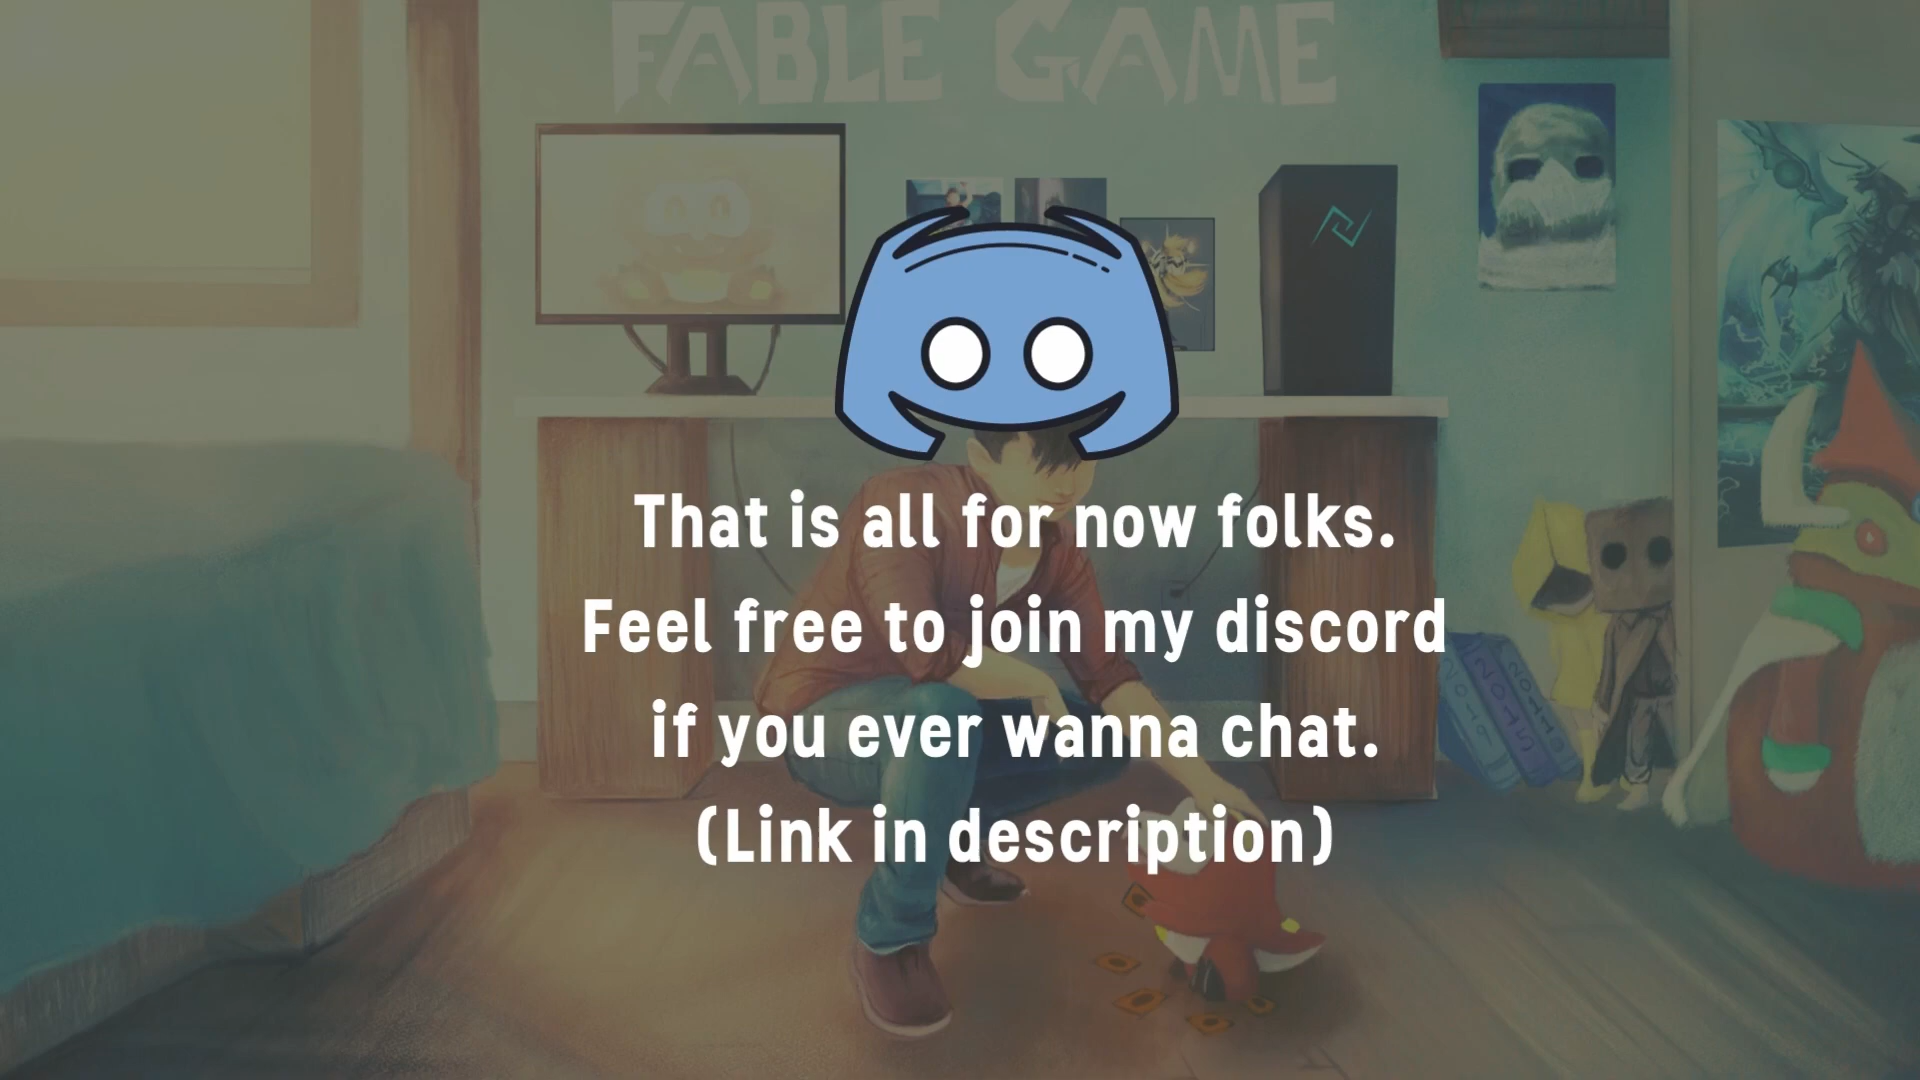 FABLE GAME
That is all for now folks.
Feel free to join my discord
if you ever wanna chat.
(Link in description)